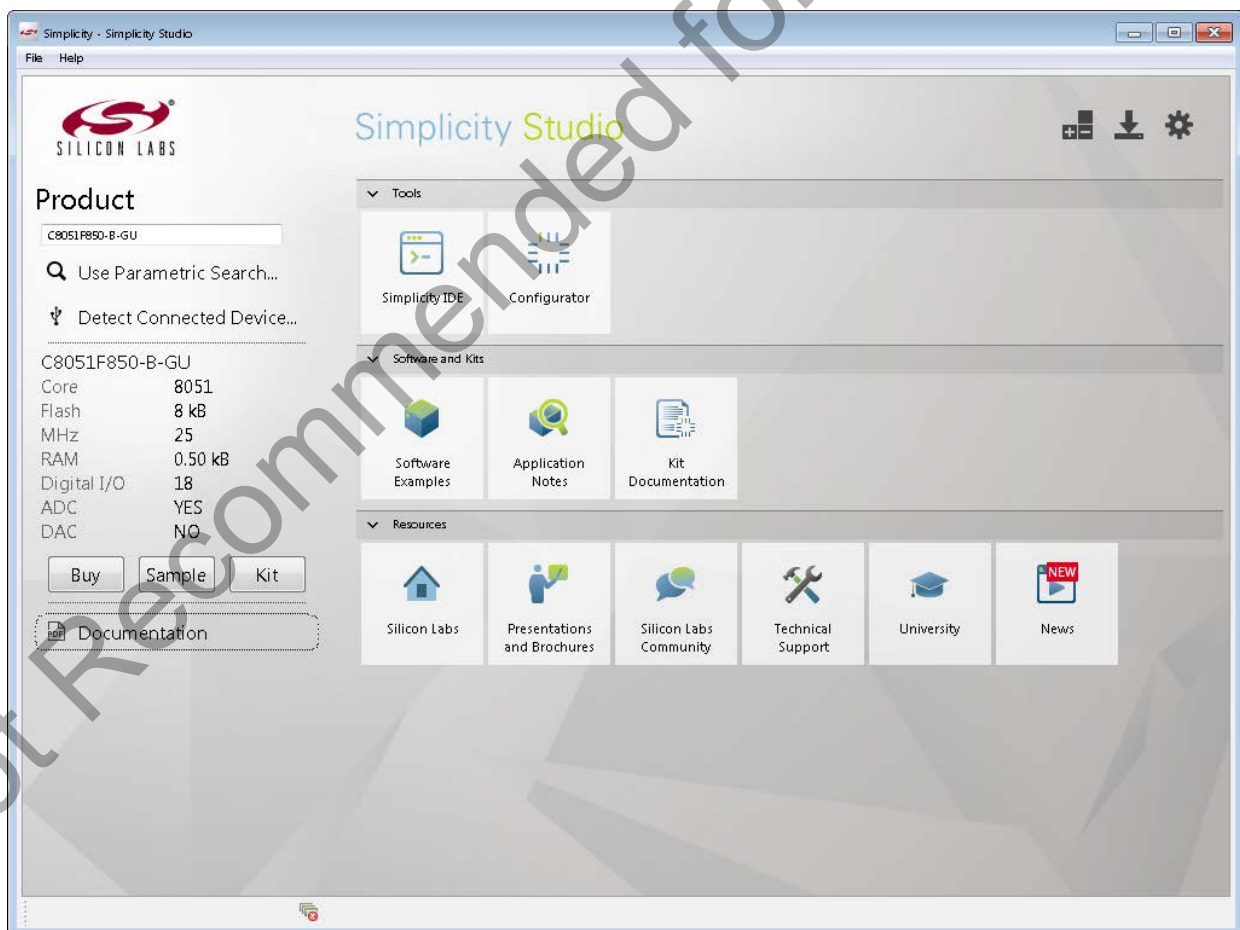 Simplicity - Simplicity Studio
File Help
SILICON LABS
Simplicity Studio
Product
C8051F850-B-GU
Use Parametric Search...
Detect Connected Device...
C8051F850-B-GU
Core 8051
Flash 8 kB
MHz 25
RAM 0.50 kB
Digital I/O 18
ADC YES
DAC NO
Buy Sample Kit
PDF Documentation
Tools
Simplicity IDE
Configurator
Software and Kits
Software
Examples
Application
Notes
Kit
Documentation
Resources
Silicon Labs
Presentations
and Brochures
Silicon Labs
Community
Technical
Support
University
NEW
News
Recommended for